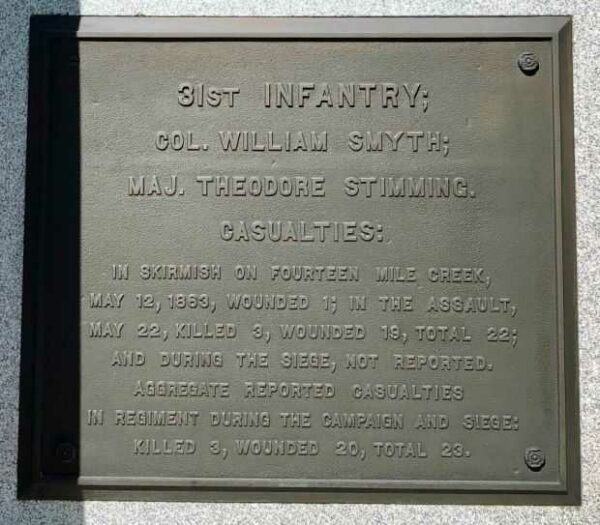 31ST INFANTRY;
COL. WILLIAM SMYTH;
MAJ. THEODORE STIMMING.
CASUALTIES:
IN SKIRMISH ON FOURTEEN MILE CREEK,
MAY 12, 1863, WOUNDED 1; IN THE ASSAULT,
MAY 22, KILLED 3, WOUNDED 19, TOTAL 22;
AND DURING THE SIEGE, NOT REPORTED.
AGGREGATE REPORTED CASUALTIES
IN REGIMENT DURING THE CAMPAIGN AND SIEGE:
KILLED 3, WOUNDED 20, TOTAL 23.